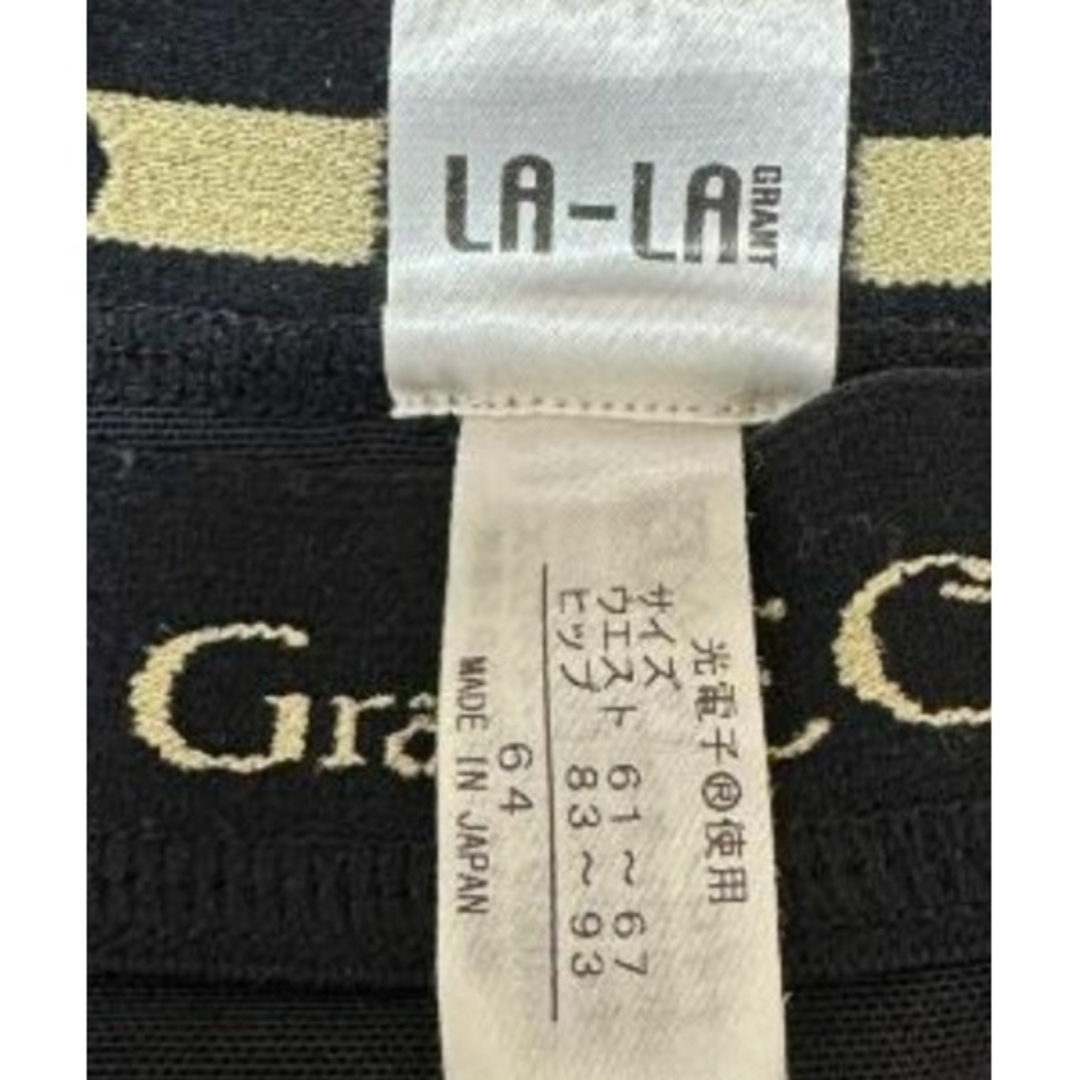 LA-LA GRANT
光電子®使用
サイズ
ウエスト 61～67
ヒップ 83～93
64
MADE IN JAPAN